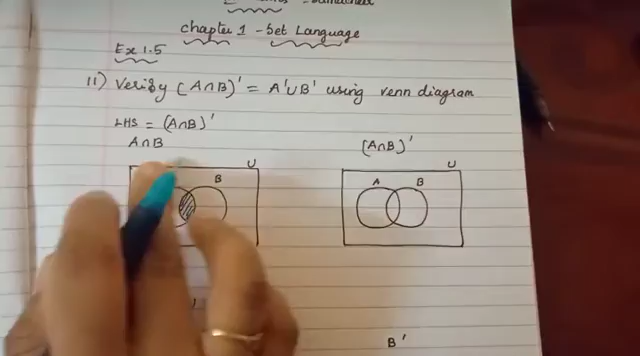 chapter 1 - Set Language
Ex 1.5
11) Verify (A∩B)' = A'∪B' using venn diagram
LHS = (A∩B)'
A∩B
(A∩B)'
U
U
B
A
B
B'